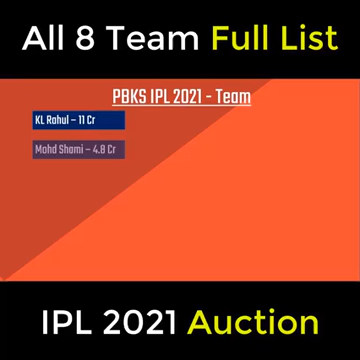 All 8 Team Full List
PBKS IPL 2021 - Team
KL Rahul – 11 Cr
Mohd Shami – 4.8 Cr
IPL 2021 Auction